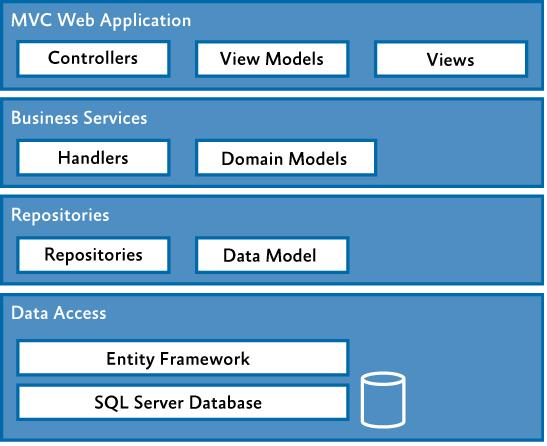 MVC Web Application
Controllers
View Models
Views
Business Services
Handlers
Domain Models
Repositories
Repositories
Data Model
Data Access
Entity Framework
SQL Server Database